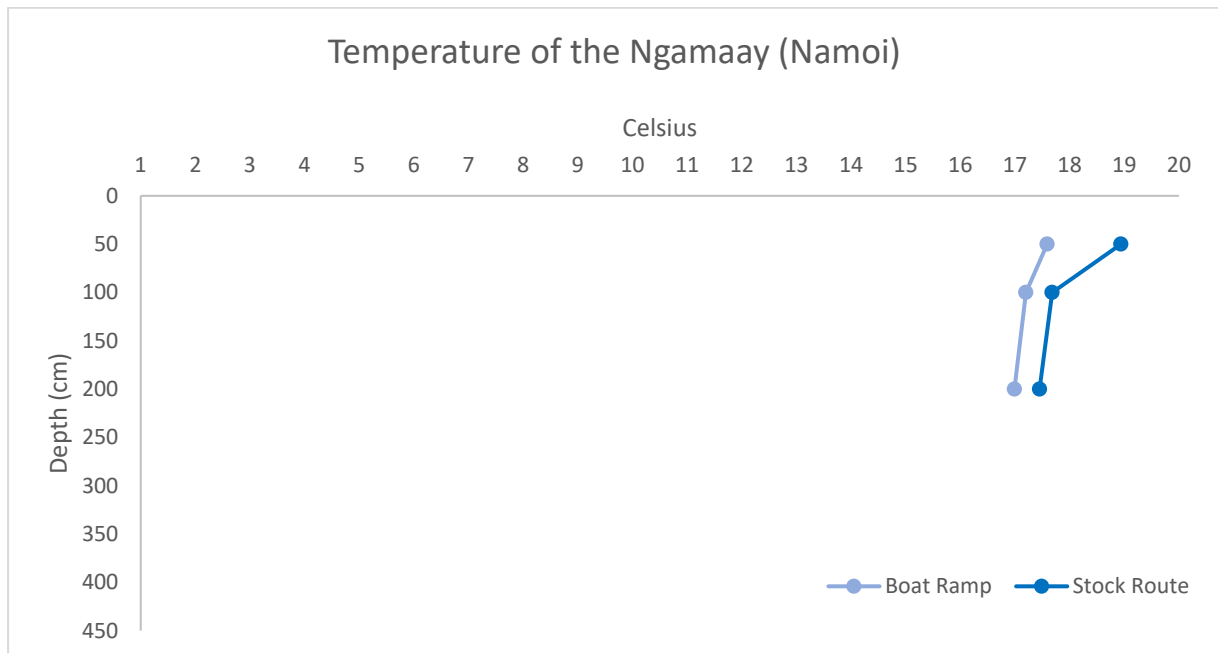 Temperature of the Ngamaay (Namoi)
Celsius
1 2 3 4 5 6 7 8 9 10 11 12 13 14 15 16 17 18 19 20
0
50
100
150
200
250
300
350
400
450
Depth (cm)
Boat Ramp Stock Route